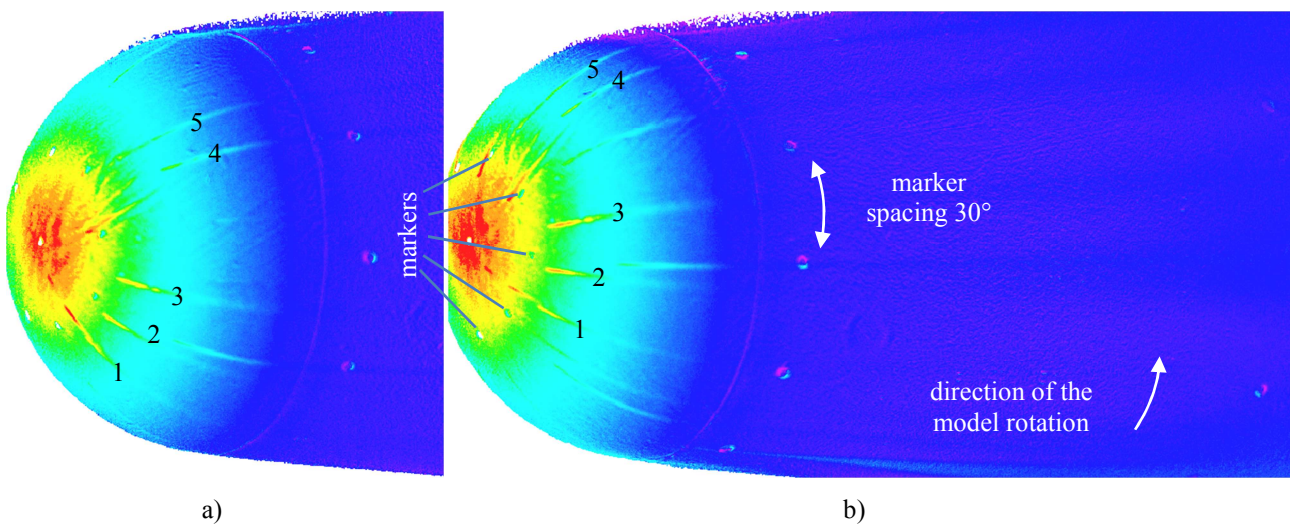 5
4
3
2
1
markers
5
4
3
2
1
marker
spacing 30°
direction of the
model rotation
a)
b)